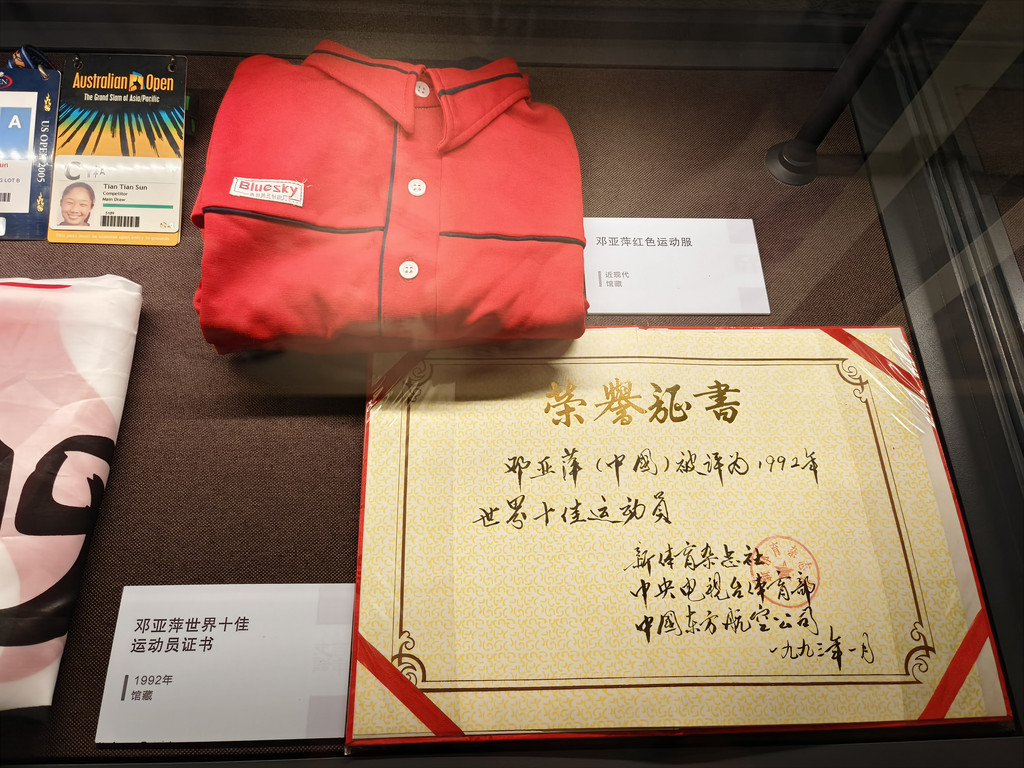 A
US OPEN 2005
Australian Open
The Grand Slam of Asia/Pacific
Tian Tian Sun
Competitor
Main Draw
Bluesky
邓亚萍红色运动服
近现代
馆藏
荣誉证书
邓亚萍(中国)被评为1992年
世界十佳运动员
新体育杂志社
中央电视台体育部
中国东方航空公司
一九九三年一月
邓亚萍世界十佳
运动员证书
1992年
馆藏